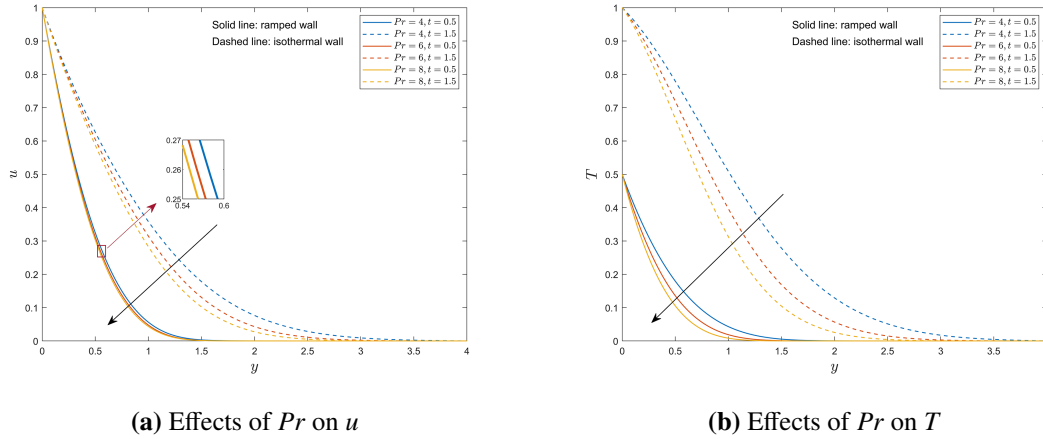 Solid line: ramped wall
Dashed line: isothermal wall
Pr = 4, t = 0.5
Pr = 4, t = 1.5
Pr = 6, t = 0.5
Pr = 6, t = 1.5
Pr = 8, t = 0.5
Pr = 8, t = 1.5
1
0.9
0.8
0.7
0.6
0.5
0.4
0.3
0.2
0.1
0
u
0.27
0.26
0.25
0.54 0.6
0 0.5 1 1.5 2 2.5 3 3.5 4
y
(a) Effects of Pr on u
Solid line: ramped wall
Dashed line: isothermal wall
Pr = 4, t = 0.5
Pr = 4, t = 1.5
Pr = 6, t = 0.5
Pr = 6, t = 1.5
Pr = 8, t = 0.5
Pr = 8, t = 1.5
1
0.9
0.8
0.7
0.6
0.5
0.4
0.3
0.2
0.1
0
T
0 0.5 1 1.5 2 2.5 3 3.5
y
(b) Effects of Pr on T